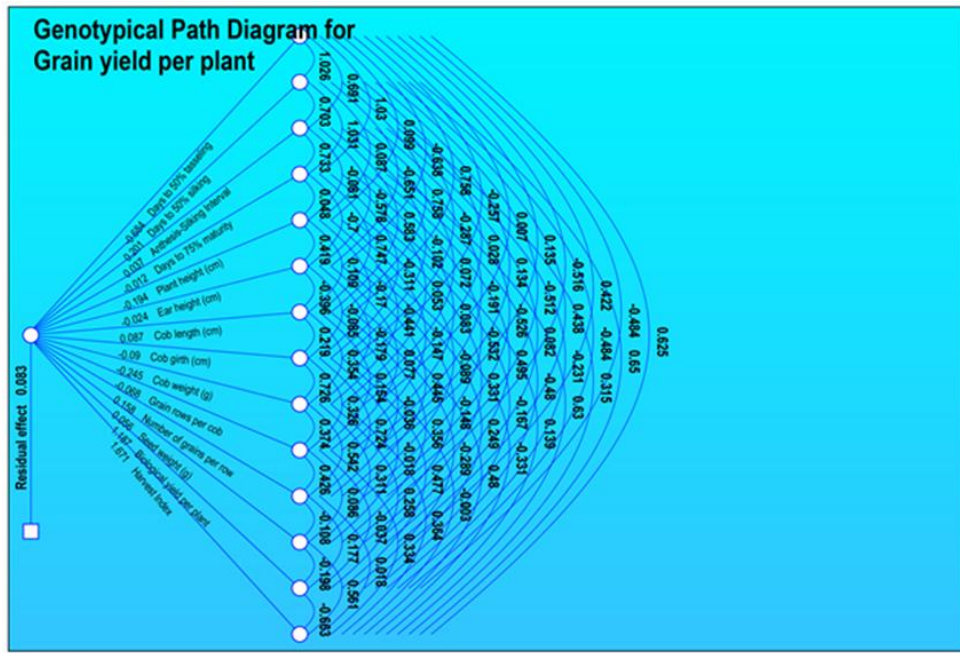 Genotypical Path Diagram for
Grain yield per plant
-0.684 Days to 50% tasseling
0.201 Days to 50% silking
0.037 Anthesis-Silking Interval
-0.012 Days to 75% maturity
-0.194 Plant height (cm)
-0.024 Ear height (cm)
0.087 Cob length (cm)
-0.09 Cob girth (cm)
-0.245 Cob weight (g)
-0.068 Grain rows per cob
0.158 Number of grains per row
0.056 Seed weight (g)
1.187 Biological yield per plant
1.671 Harvest Index
Residual effect 0.083
1.026 0.703 0.733 0.048 0.419 -0.396 0.219 0.726 0.374 0.426 -0.108 -0.198 -0.663
0.691 1.031 -0.081 -0.7 0.109 -0.085 0.354 0.326 0.542 0.086 0.177 0.561
1.03 0.087 -0.578 0.747 -0.17 -0.179 0.184 0.724 0.311 -0.037 0.018
0.099 -0.651 0.583 -0.311 -0.441 0.077 -0.036 -0.018 0.258 0.334
-0.638 0.758 -0.102 0.053 -0.147 0.445 0.356 0.477 0.364
0.756 -0.287 0.072 0.083 -0.089 -0.148 -0.289 -0.003
-0.257 0.028 -0.191 -0.532 0.331 0.249 0.48
0.007 0.134 -0.526 0.495 -0.167 -0.331
0.135 -0.512 0.082 -0.48 0.139
-0.516 0.438 -0.231 0.63
0.422 -0.484 0.315
-0.484 0.65
0.625